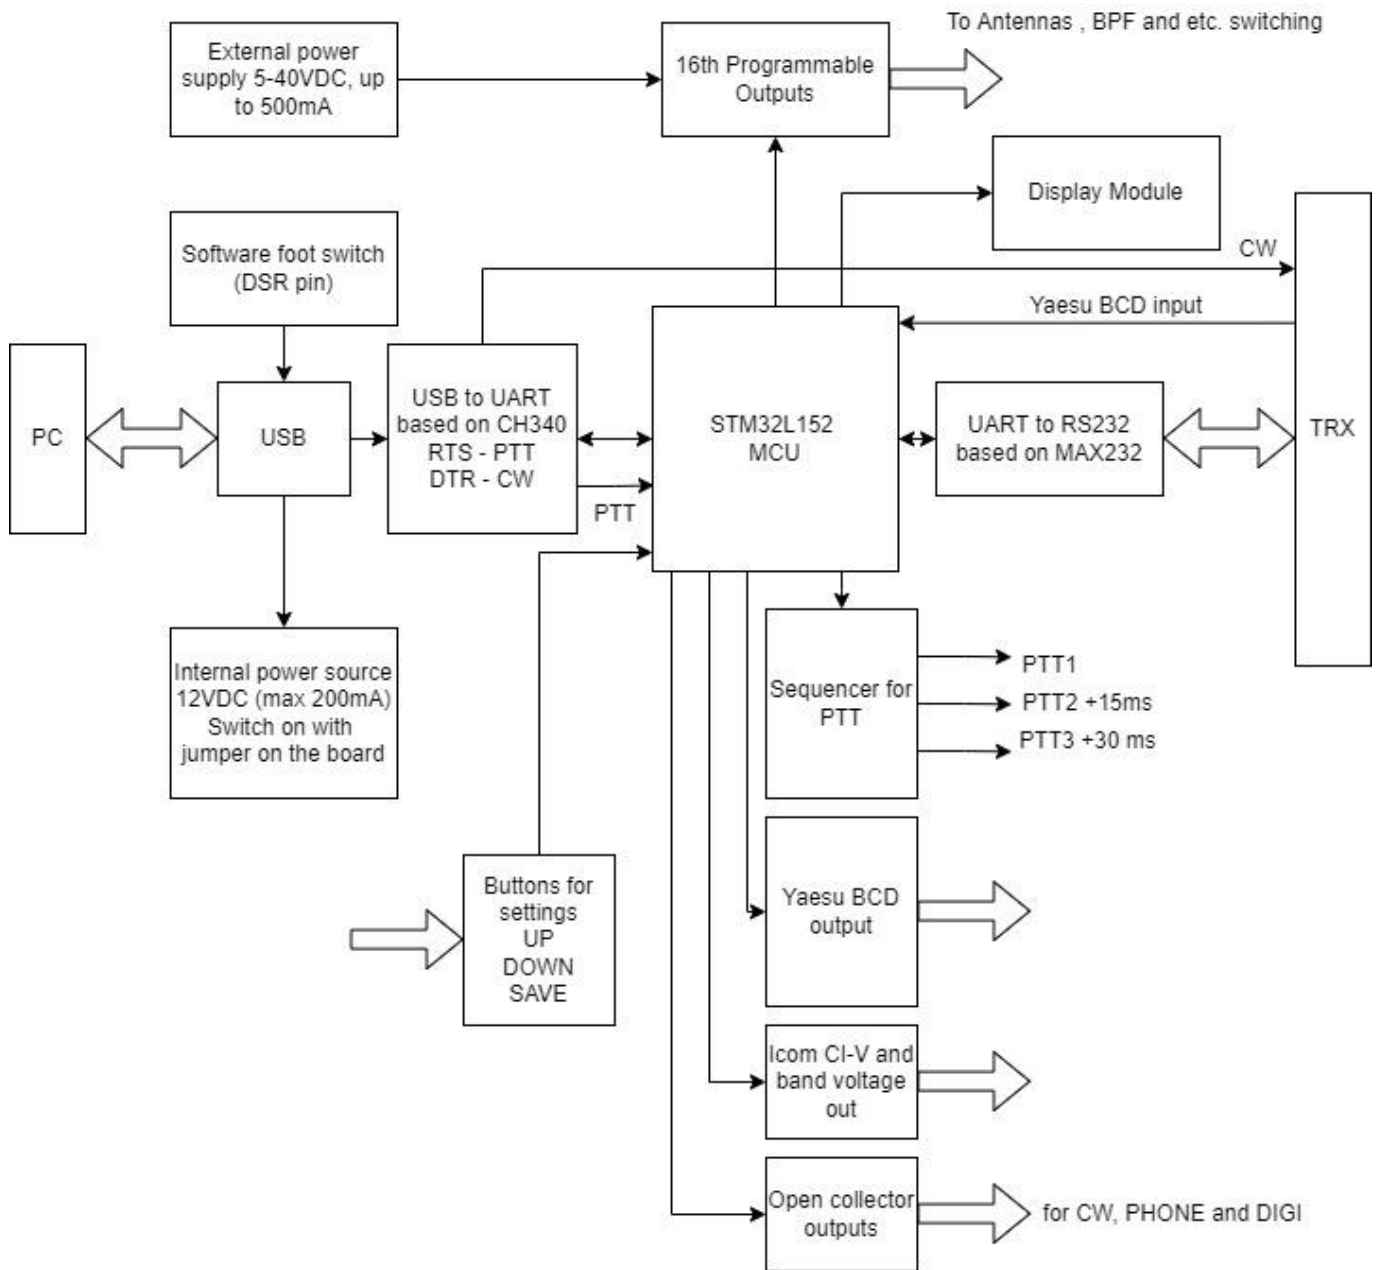 To Antennas , BPF and etc. switching
External power
supply 5-40VDC, up
to 500mA
16th Programmable
Outputs
Display Module
Software foot switch
(DSR pin)
CW
Yaesu BCD input
PC
USB
USB to UART
based on CH340
RTS - PTT
DTR - CW
PTT
STM32L152
MCU
UART to RS232
based on MAX232
TRX
Internal power source
12VDC (max 200mA)
Switch on with
jumper on the board
Sequencer for
PTT
PTT1
PTT2 +15ms
PTT3 +30 ms
Buttons for
settings
UP
DOWN
SAVE
Yaesu BCD
output
Icom CI-V and
band voltage
out
Open collector
outputs
for CW, PHONE and DIGI